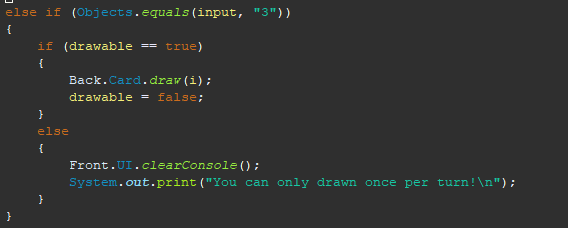 else if (Objects.equals(input, "3"))
{
if (drawable == true)
{
Back.Card.draw(i);
drawable = false;
}
else
{
Front.UI.clearConsole();
System.out.print("You can only drawn once per turn!\n");
}
}